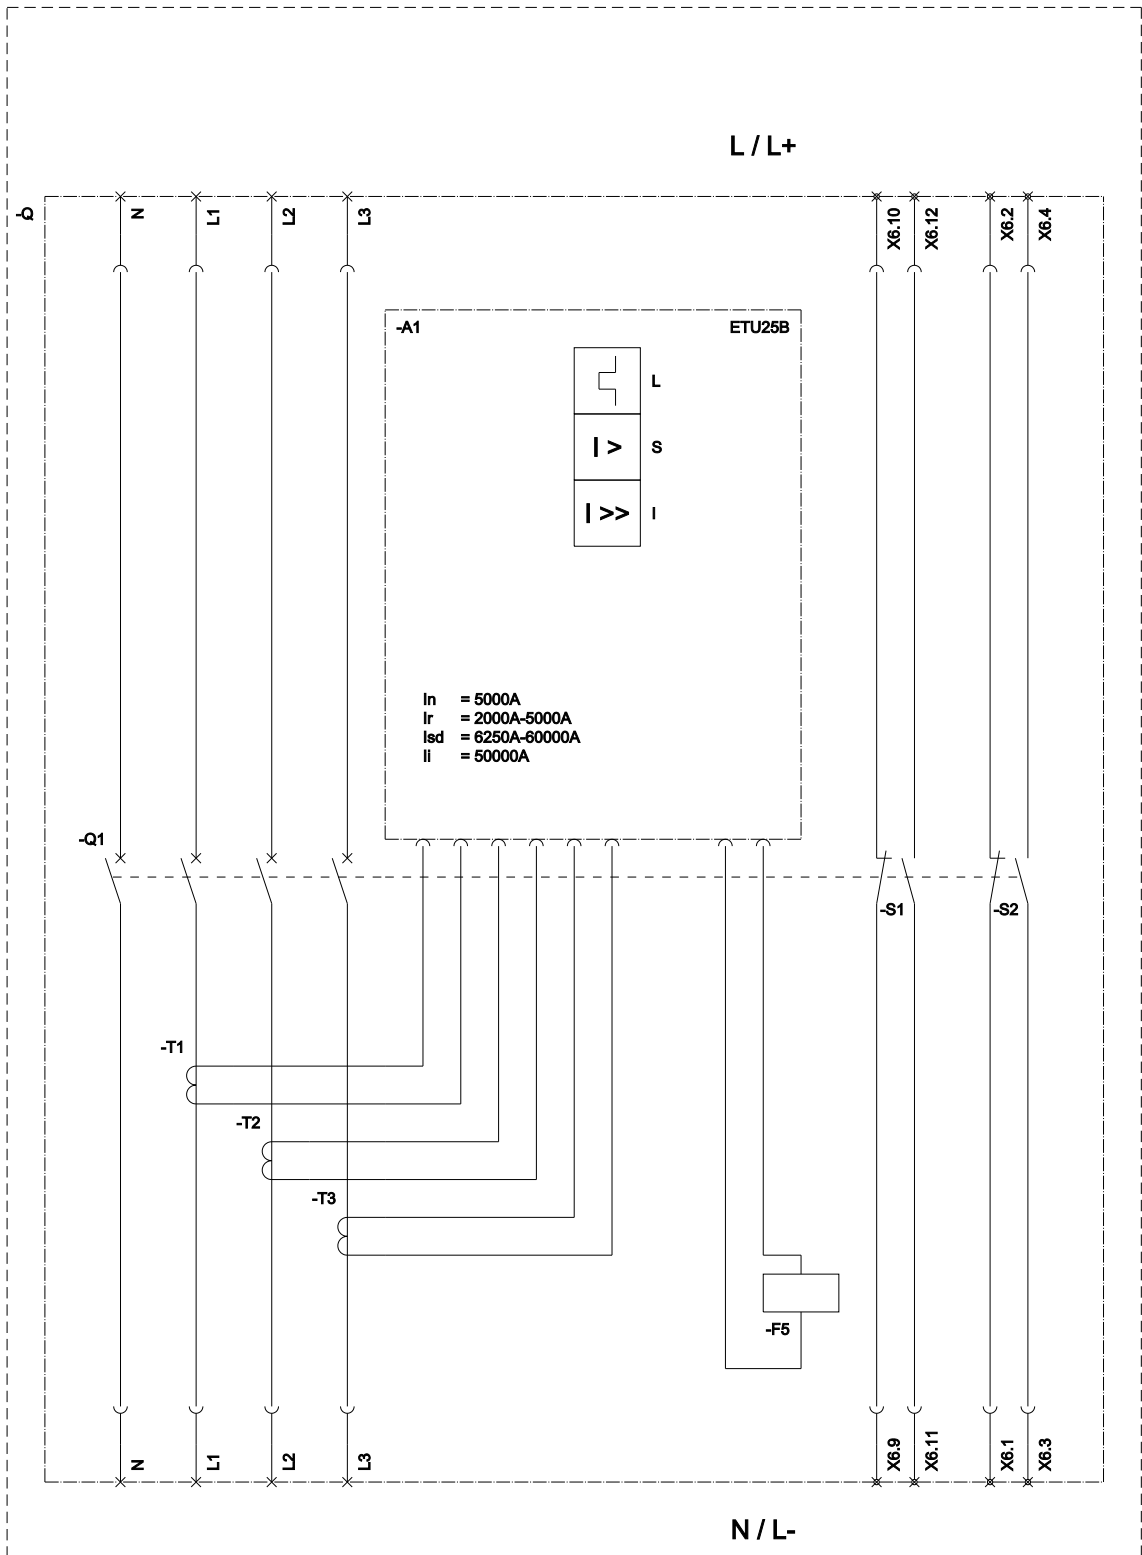 L / L+
-Q
N
L1
L2
L3
X6.10
X6.12
X6.2
X6.4
-A1
ETU25B
L
I >
S
I >>
I
In = 5000A
Ir = 2000A-5000A
Isd = 6250A-60000A
Ii = 50000A
-Q1
-S1
-S2
-T1
-T2
-T3
-F5
N
L1
L2
L3
X6.9
X6.11
X6.1
X6.3
N / L-